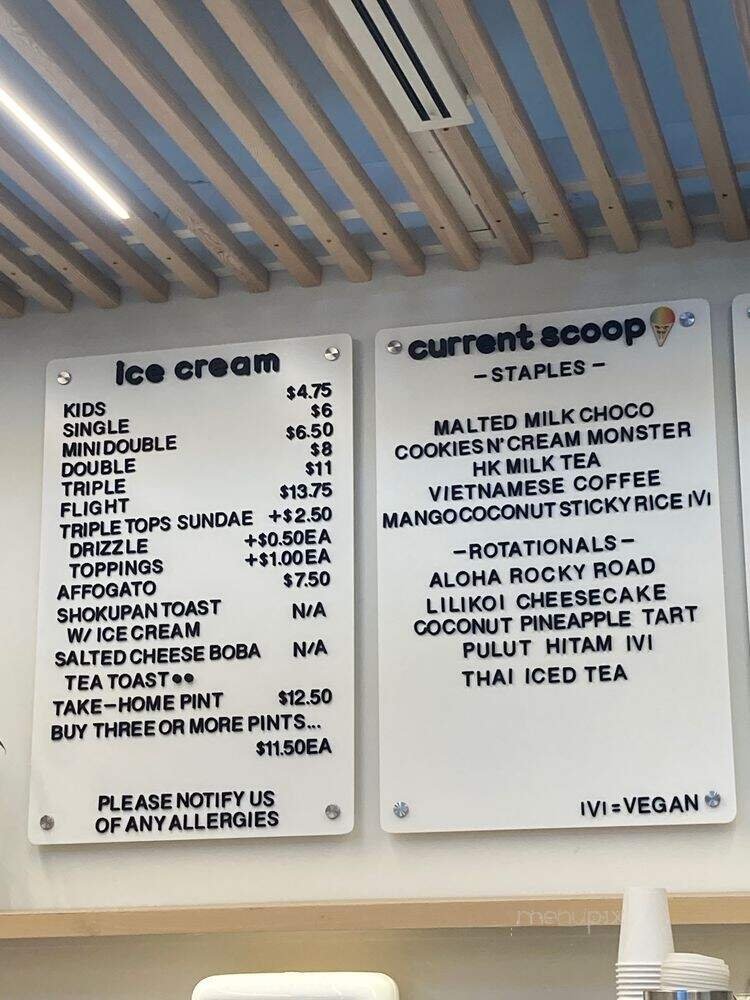 ice cream
KIDS $4.75
SINGLE $6
MINI DOUBLE $6.50
DOUBLE $8
TRIPLE $11
FLIGHT $13.75
TRIPLE TOPS SUNDAE +$2.50
DRIZZLE +$0.50EA
TOPPINGS +$1.00EA
AFFOGATO $7.50
SHOKUPAN TOAST N/A
W/ ICE CREAM
SALTED CHEESE BOBA N/A
TEA TOAST
TAKE-HOME PINT $12.50
BUY THREE OR MORE PINTS...
$11.50EA
PLEASE NOTIFY US
OF ANY ALLERGIES
current scoop
-STAPLES-
MALTED MILK CHOCO
COOKIES N' CREAM MONSTER
HK MILK TEA
VIETNAMESE COFFEE
MANGO COCONUT STICKY RICE IVI
-ROTATIONALS-
ALOHA ROCKY ROAD
LILIKOI CHEESECAKE
COCONUT PINEAPPLE TART
PULUT HITAM IVI
THAI ICED TEA
IVI=VEGAN
menupix